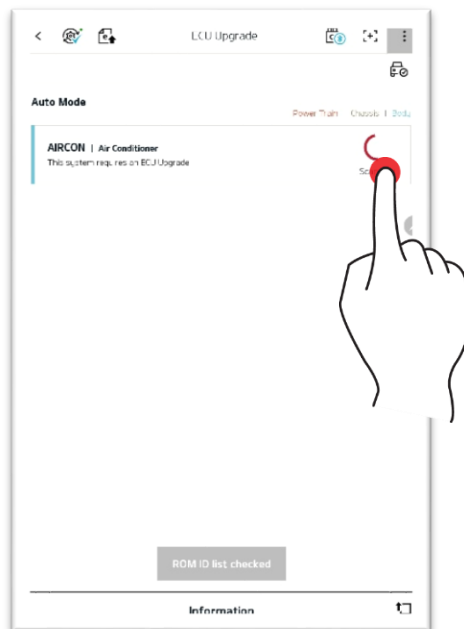 ECU Upgrade
Auto Mode
Power Train | Chassis | Body
AIRCON | Air Conditioner
This system requires an ECU Upgrade
ROM ID list checked
Information